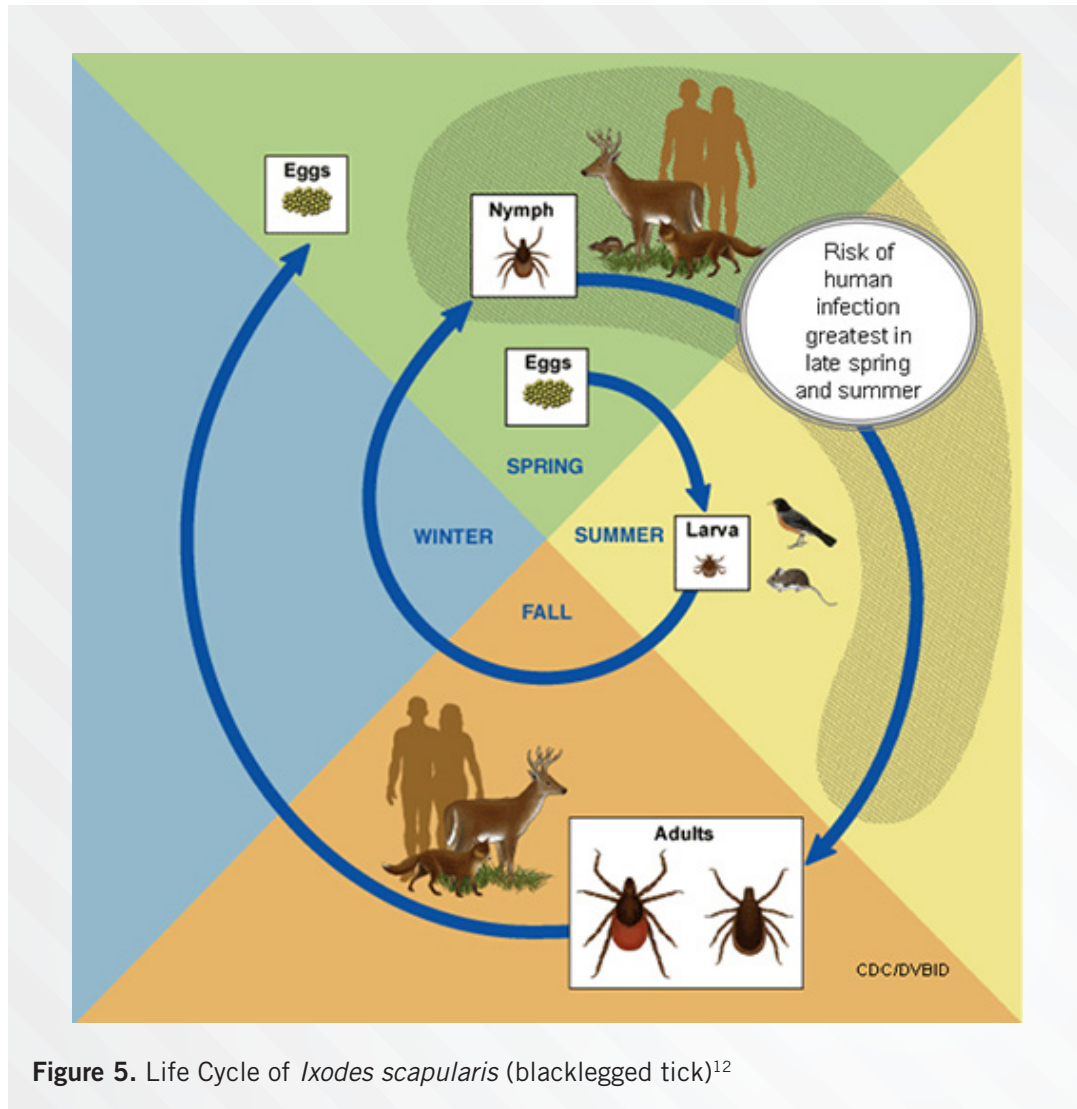 Eggs
Nymph
Risk of
human
infection
greatest in
late spring
and summer
Eggs
SPRING
WINTER
SUMMER
Larva
FALL
Adults
CDC/DVBID
Figure 5. Life Cycle of Ixodes scapularis (blacklegged tick)12